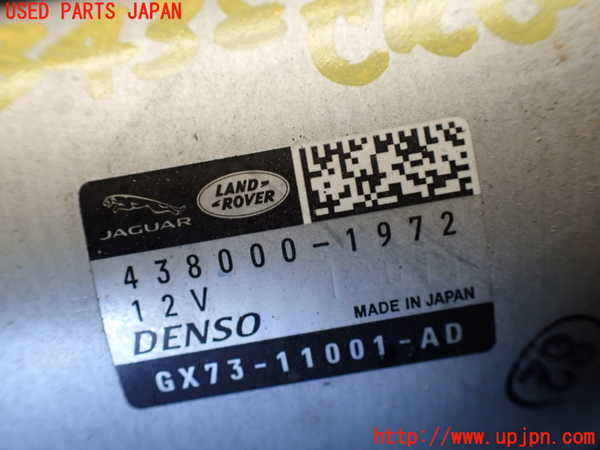 USED PARTS JAPAN
JAGUAR
LAND
ROVER
438000-1972
12V
DENSO
MADE IN JAPAN
GX73-11001-AD
http://www.upjpn.com/